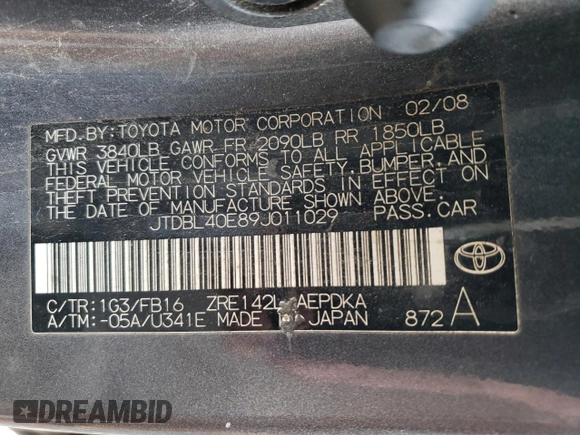 MFD.BY:TOYOTA MOTOR CORPORATION 02/08
GVWR 3840LB GAWR FR 2090LB RR 1850LB
THIS VEHICLE CONFORMS TO ALL APPLICABLE
FEDERAL MOTOR VEHICLE SAFETY,BUMPER,AND
THEFT PREVENTION STANDARDS IN EFFECT ON
THE DATE OF MANUFACTURE SHOWN ABOVE.
JTDBL40E89J011029 PASS.CAR
C/TR:1G3/FB16 ZRE142L-AEPDKA
A/TM:-05A/U341E MADE JAPAN 872 A
DREAMBID